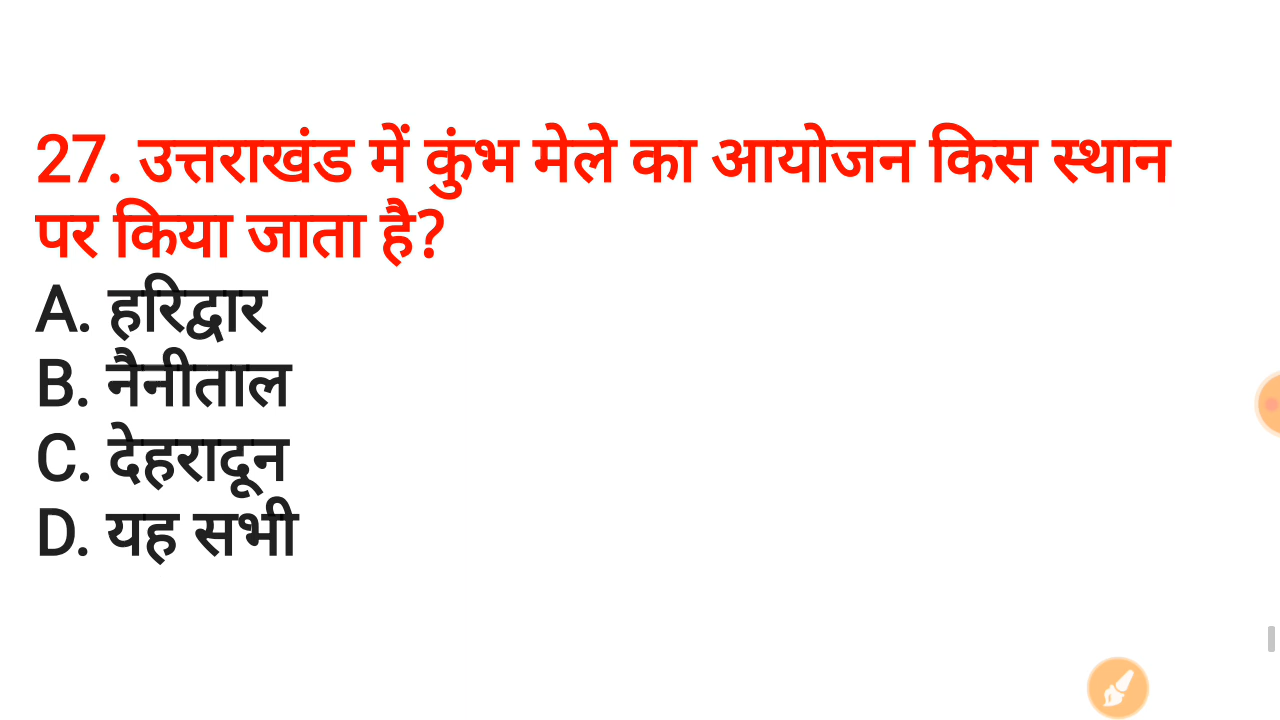 27. उत्तराखंड में कुंभ मेले का आयोजन किस स्थान
पर किया जाता है?
A. हरिद्वार
B. नैनीताल
C. देहरादून
D. यह सभी